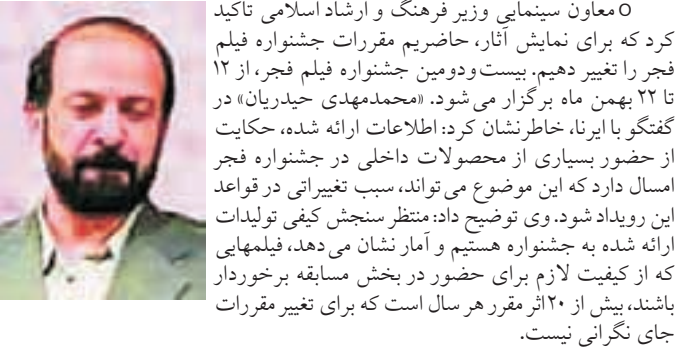 o معاون سینمایی وزیر فرهنگ و ارشاد اسلامی تاکید
کرد که برای نمایش آثار، حاضریم مقررات جشنواره فیلم
فجر را تغییر دهیم. بیست‌ودومین جشنواره فیلم فجر، از ۱۲
تا ۲۲ بهمن ماه برگزار می‌شود. «محمدمهدی حیدریان» در
گفتگو با ایرنا، خاطرنشان کرد: اطلاعات ارائه شده، حکایت
از حضور بسیاری از محصولات داخلی در جشنواره فجر
امسال دارد که این موضوع می‌تواند، سبب تغییراتی در قواعد
این رویداد شود. وی توضیح داد: منتظر سنجش کیفی تولیدات
ارائه شده به جشنواره هستیم و آمار نشان می‌دهد، فیلمهایی
که از کیفیت لازم برای حضور در بخش مسابقه برخوردار
باشند، بیش از ۲۰اثر مقرر هر سال است که برای تغییر مقررات
جای نگرانی نیست.